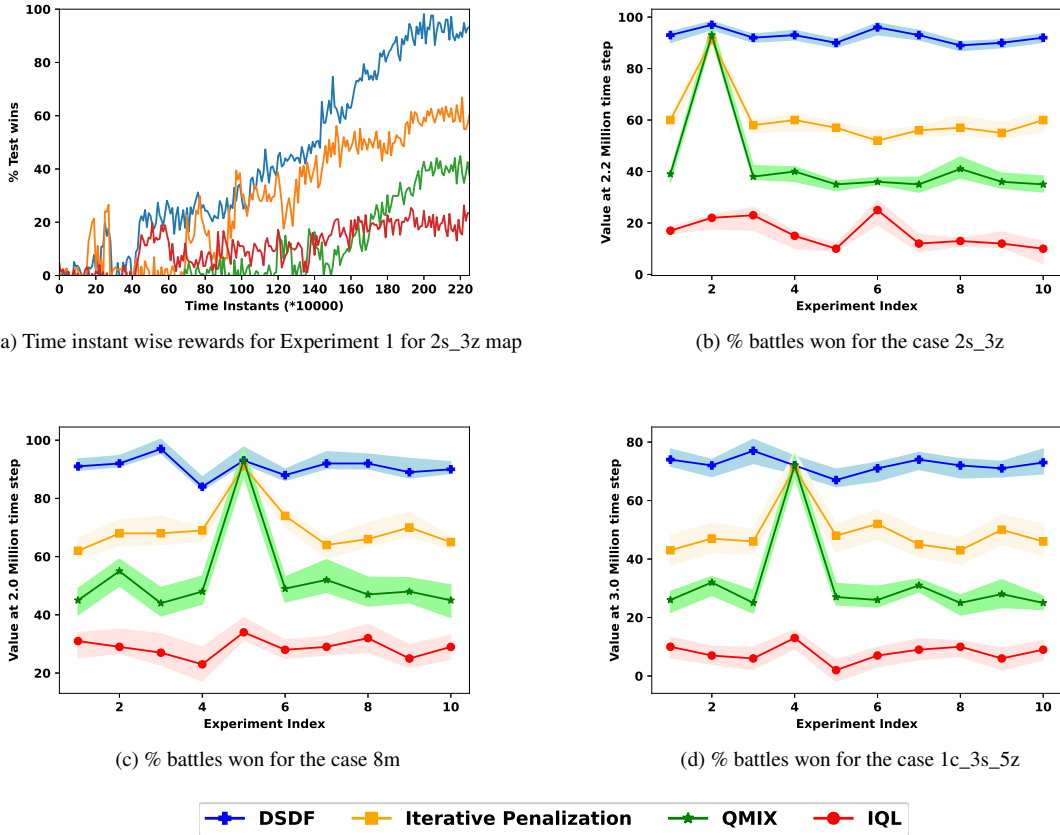 100
80
60
40
20
0
% Test wins
0 20 40 60 80 100 120 140 160 180 200 220
Time Instants (*10000)
a) Time instant wise rewards for Experiment 1 for 2s_3z map
100
80
60
40
20
0
Value at 2.2 Million time step
2 4 6 8 10
Experiment Index
(b) % battles won for the case 2s_3z
100
80
60
40
20
Value at 2.0 Million time step
2 4 6 8 10
Experiment Index
(c) % battles won for the case 8m
80
60
40
20
0
Value at 3.0 Million time step
2 4 6 8 10
Experiment Index
(d) % battles won for the case 1c_3s_5z
DSDF Iterative Penalization QMIX IQL